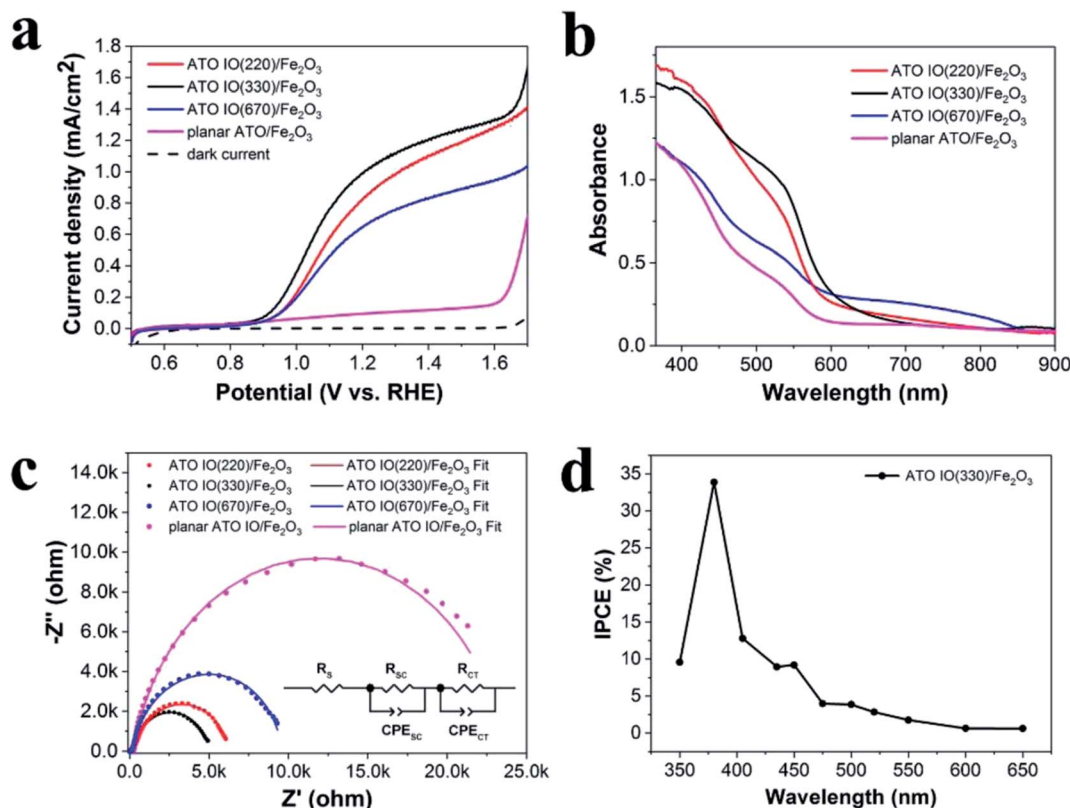 a
ATO IO(220)/Fe₂O₃
ATO IO(330)/Fe₂O₃
ATO IO(670)/Fe₂O₃
planar ATO/Fe₂O₃
dark current
1.8
1.6
1.4
1.2
1.0
0.8
0.6
0.4
0.2
0.0
Current density (mA/cm²)
0.6
0.8
1.0
1.2
1.4
1.6
Potential (V vs. RHE)
b
ATO IO(220)/Fe₂O₃
ATO IO(330)/Fe₂O₃
ATO IO(670)/Fe₂O₃
planar ATO/Fe₂O₃
1.5
1.0
0.5
0.0
Absorbance
400
500
600
700
800
900
Wavelength (nm)
c
ATO IO(220)/Fe₂O₃ ATO IO(220)/Fe₂O₃ Fit
ATO IO(330)/Fe₂O₃ ATO IO(330)/Fe₂O₃ Fit
ATO IO(670)/Fe₂O₃ ATO IO(670)/Fe₂O₃ Fit
planar ATO IO/Fe₂O₃ planar ATO IO/Fe₂O₃ Fit
14.0k
12.0k
10.0k
8.0k
6.0k
4.0k
2.0k
0.0
-Z'' (ohm)
R_S R_SC R_CT
CPE_SC CPE_CT
0.0
5.0k
10.0k
15.0k
20.0k
25.0k
Z' (ohm)
d
ATO IO(330)/Fe₂O₃
35
30
25
20
15
10
5
0
IPCE (%)
350
400
450
500
550
600
650
Wavelength (nm)